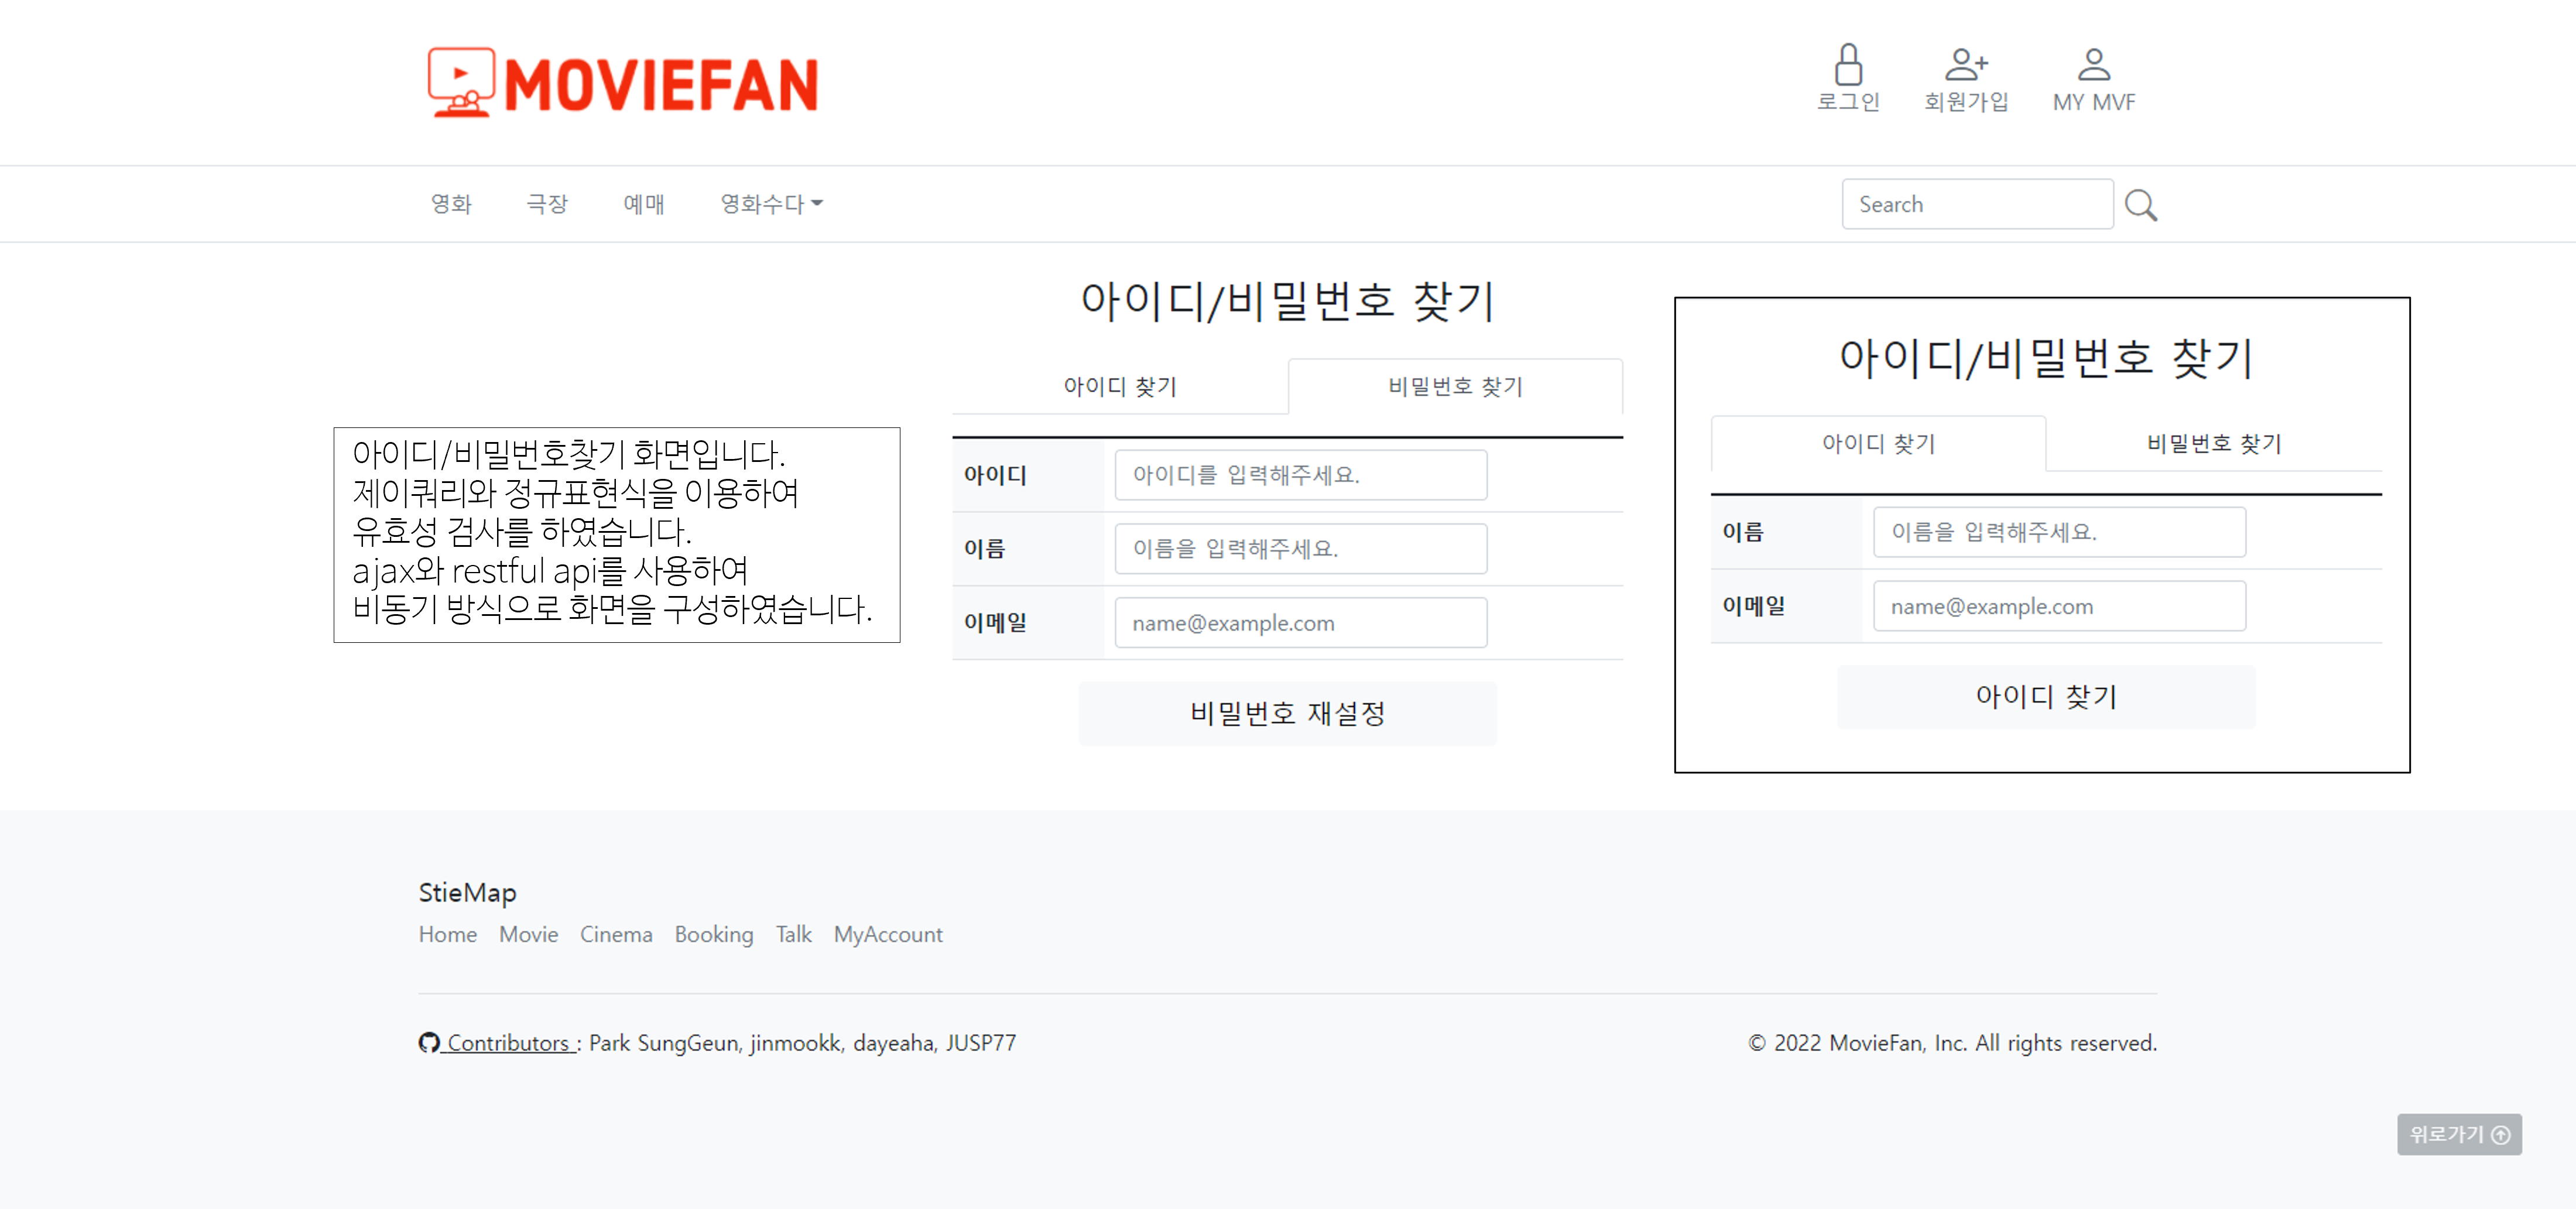 MOVIEFAN
로그인 회원가입 MY MVF
영화 극장 예매 영화수다
Search
아이디/비밀번호찾기 화면입니다.
제이쿼리와 정규표현식을 이용하여
유효성 검사를 하였습니다.
ajax와 restful api를 사용하여
비동기 방식으로 화면을 구성하였습니다.
아이디/비밀번호 찾기
아이디 찾기 비밀번호 찾기
아이디 아이디를 입력해주세요.
이름 이름을 입력해주세요.
이메일 name@example.com
비밀번호 재설정
아이디/비밀번호 찾기
아이디 찾기 비밀번호 찾기
이름 이름을 입력해주세요.
이메일 name@example.com
아이디 찾기
StieMap
Home Movie Cinema Booking Talk MyAccount
Contributors : Park SungGeun, jinmookk, dayeaha, JUSP77
© 2022 MovieFan, Inc. All rights reserved.
위로가기